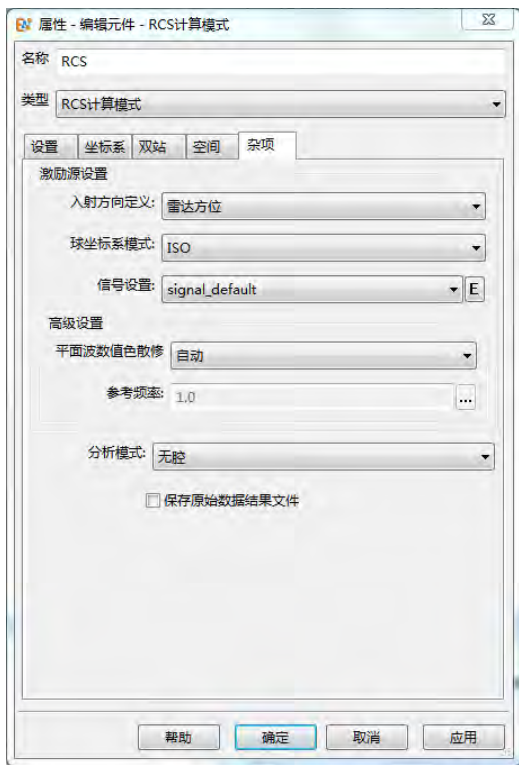 属性 - 编辑元件 - RCS计算模式
名称 RCS
类型 RCS计算模式
设置 坐标系 双站 空间 杂项
激励源设置
入射方向定义: 雷达方位
球坐标系模式: ISO
信号设置: signal_default E
高级设置
平面波数值色散修 自动
参考频率: 1.0 ...
分析模式: 无腔
保存原始数据结果文件
帮助 确定 取消 应用